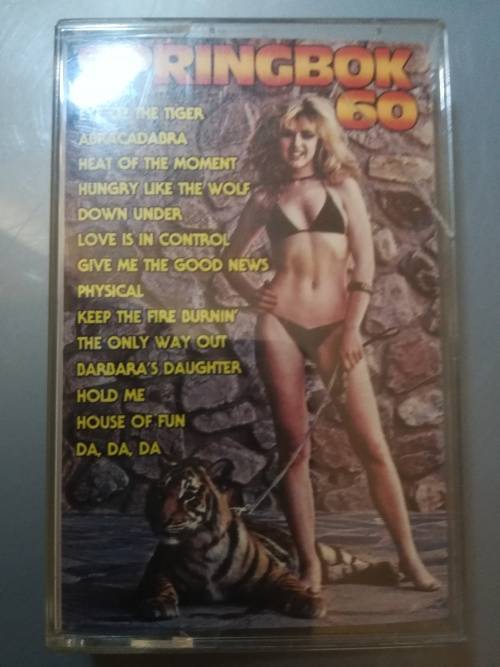 SPRINGBOK
60
OF THE TIGER
ABRACADABRA
HEAT OF THE MOMENT
HUNGRY LIKE THE WOLF
DOWN UNDER
LOVE IS IN CONTROL
GIVE ME THE GOOD NEWS
PHYSICAL
KEEP THE FIRE BURNIN'
THE ONLY WAY OUT
BARBARA'S DAUGHTER
HOLD ME
HOUSE OF FUN
DA, DA, DA